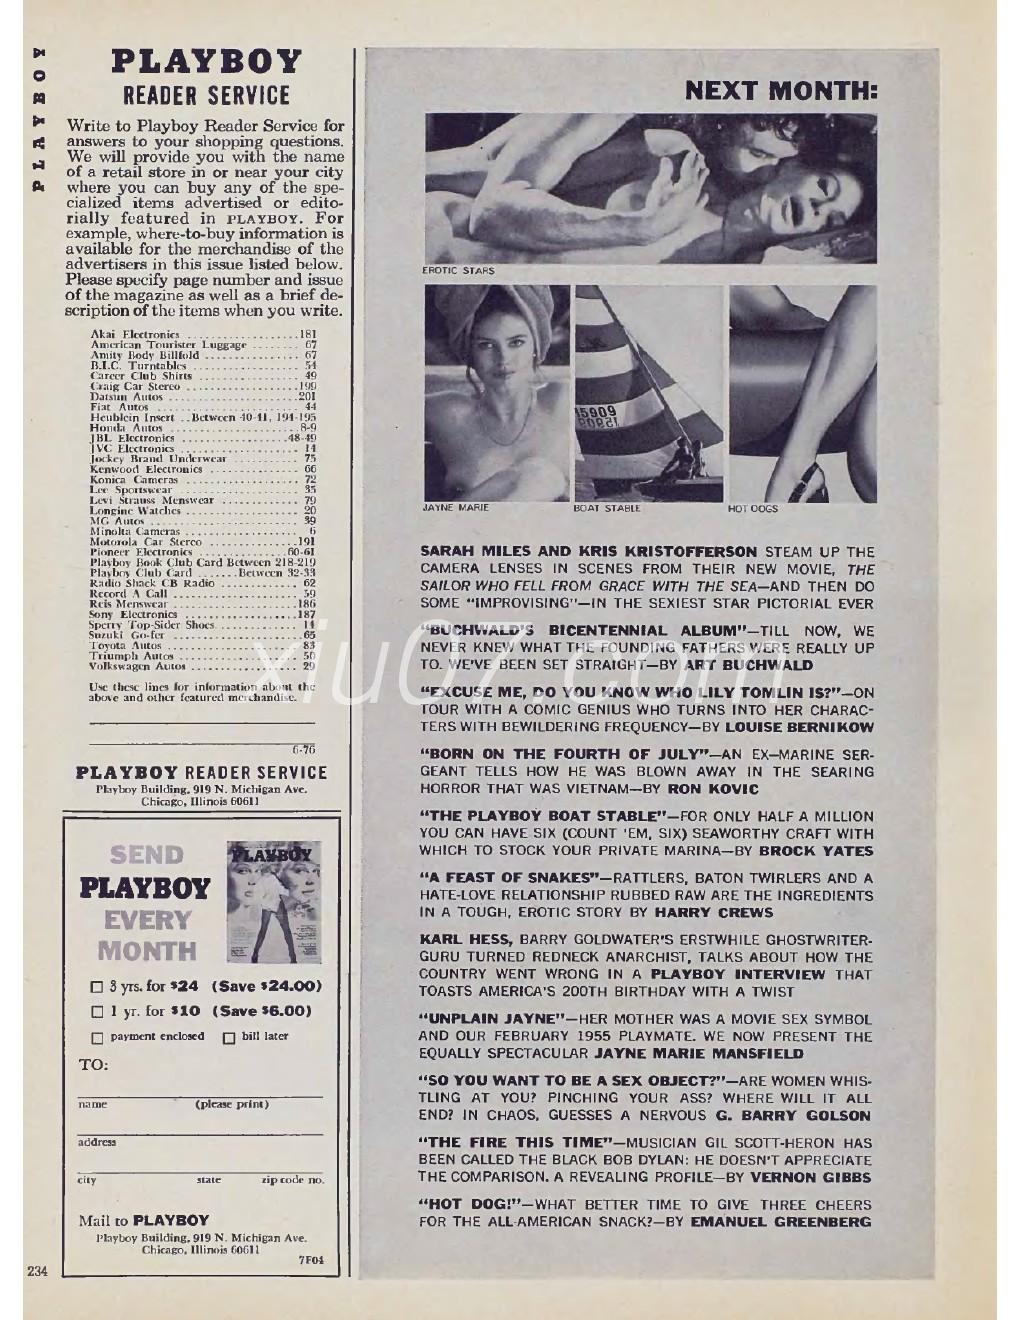 PLAYBOY
PLAYBOY
READER SERVICE
Write to Playboy Reader Service for
answers to your shopping questions.
We will provide you with the name
of a retail store in or near your city
where you can buy any of the spe-
cialized items advertised or edito-
rially featured in PLAYBOY. For
example, where-to-buy information is
available for the merchandise of the
advertisers in this issue listed below.
Please specify page number and issue
of the magazine as well as a brief de-
scription of the items when you write.
Akai Electronics ..................181
American Tourister Luggage ........ 67
Amity Body Billfold ............... 67
B.I.C. Turntables ................. 54
Career Club Shirts ................ 49
Craig Car Stereo ..................199
Datsun Autos .....................201
Fiat Autos ....................... 44
Heublein Insert ..Between 40-41, 194-195
Honda Autos ...................... 8-9
JBL Electronics .................48-49
JVC Electronics ................... 14
Jockey Brand Underwear ............ 75
Kenwood Electronics ............... 66
Konica Cameras ................... 72
Lee Sportswear .................... 35
Levi Strauss Menswear ............. 79
Longine Watches .................. 20
MG Autos ......................... 39
Minolta Cameras .................. 6
Motorola Car Stereo ..............191
Pioneer Electronics ..............60-61
Playboy Book Club Card Between 218-219
Playboy Club Card .......Between 32-33
Radio Shack CB Radio ............ 62
Record A Call ..................... 59
Reis Menswear ....................186
Sony Electronics ..................187
Sperry Top-Sider Shoes............. 14
Suzuki Go-fer ..................... 65
Toyota Autos ..................... 83
Triumph Autos ................... 56
Volkswagen Autos ................. 29
Use these lines for information about the
above and other featured merchandise.
6-76
PLAYBOY READER SERVICE
Playboy Building, 919 N. Michigan Ave.
Chicago, Illinois 60611
SEND
PLAYBOY
EVERY
MONTH
PLAYBOY
3 yrs. for $24 (Save $24.00)
1 yr. for $10 (Save $6.00)
payment enclosed bill later
TO:
name (please print)
address
city state zip code no.
Mail to PLAYBOY
Playboy Building, 919 N. Michigan Ave.
Chicago, Illinois 60611
7F04
234
NEXT MONTH:
EROTIC STARS
15909
JAYNE MARIE BOAT STABLE HOT DOGS
SARAH MILES AND KRIS KRISTOFFERSON STEAM UP THE
CAMERA LENSES IN SCENES FROM THEIR NEW MOVIE, THE
SAILOR WHO FELL FROM GRACE WITH THE SEA—AND THEN DO
SOME "IMPROVISING"—IN THE SEXIEST STAR PICTORIAL EVER
"BUCHWALD'S BICENTENNIAL ALBUM"—TILL NOW, WE
NEVER KNEW WHAT THE FOUNDING FATHERS WERE REALLY UP
TO. WE'VE BEEN SET STRAIGHT—BY ART BUCHWALD
"EXCUSE ME, DO YOU KNOW WHO LILY TOMLIN IS?"—ON
TOUR WITH A COMIC GENIUS WHO TURNS INTO HER CHARAC-
TERS WITH BEWILDERING FREQUENCY—BY LOUISE BERNIKOW
"BORN ON THE FOURTH OF JULY"—AN EX-MARINE SER-
GEANT TELLS HOW HE WAS BLOWN AWAY IN THE SEARING
HORROR THAT WAS VIETNAM—BY RON KOVIC
"THE PLAYBOY BOAT STABLE"—FOR ONLY HALF A MILLION
YOU CAN HAVE SIX (COUNT 'EM, SIX) SEAWORTHY CRAFT WITH
WHICH TO STOCK YOUR PRIVATE MARINA—BY BROCK YATES
"A FEAST OF SNAKES"—RATTLERS, BATON TWIRLERS AND A
HATE-LOVE RELATIONSHIP RUBBED RAW ARE THE INGREDIENTS
IN A TOUGH, EROTIC STORY BY HARRY CREWS
KARL HESS, BARRY GOLDWATER'S ERSTWHILE GHOSTWRITER-
GURU TURNED REDNECK ANARCHIST, TALKS ABOUT HOW THE
COUNTRY WENT WRONG IN A PLAYBOY INTERVIEW THAT
TOASTS AMERICA'S 200TH BIRTHDAY WITH A TWIST
"UNPLAIN JAYNE"—HER MOTHER WAS A MOVIE SEX SYMBOL
AND OUR FEBRUARY 1955 PLAYMATE. WE NOW PRESENT THE
EQUALLY SPECTACULAR JAYNE MARIE MANSFIELD
"SO YOU WANT TO BE A SEX OBJECT?"—ARE WOMEN WHIS-
TLING AT YOU? PINCHING YOUR ASS? WHERE WILL IT ALL
END? IN CHAOS, GUESSES A NERVOUS G. BARRY GOLSON
"THE FIRE THIS TIME"—MUSICIAN GIL SCOTT-HERON HAS
BEEN CALLED THE BLACK BOB DYLAN: HE DOESN'T APPRECIATE
THE COMPARISON. A REVEALING PROFILE—BY VERNON GIBBS
"HOT DOG!"—WHAT BETTER TIME TO GIVE THREE CHEERS
FOR THE ALL-AMERICAN SNACK?—BY EMANUEL GREENBERG
xiu07.com